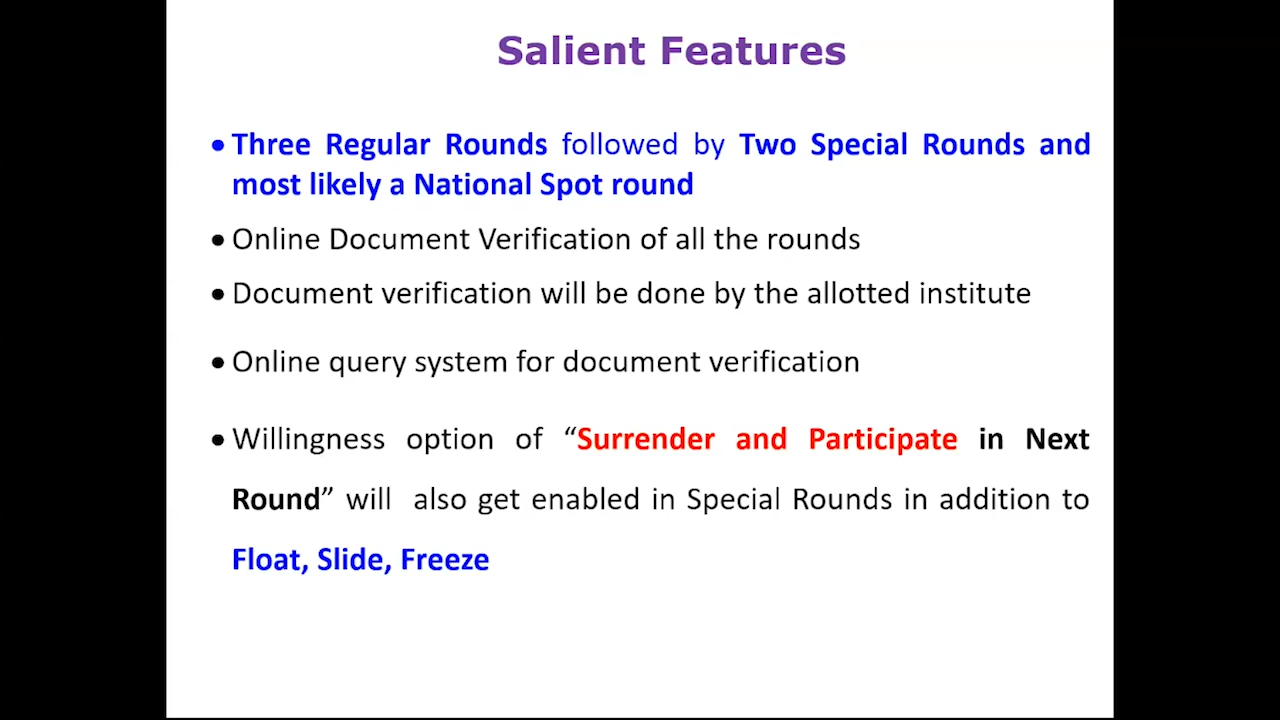 Salient Features
• Three Regular Rounds followed by Two Special Rounds and
most likely a National Spot round
• Online Document Verification of all the rounds
• Document verification will be done by the allotted institute
• Online query system for document verification
• Willingness option of “Surrender and Participate in Next
Round” will also get enabled in Special Rounds in addition to
Float, Slide, Freeze